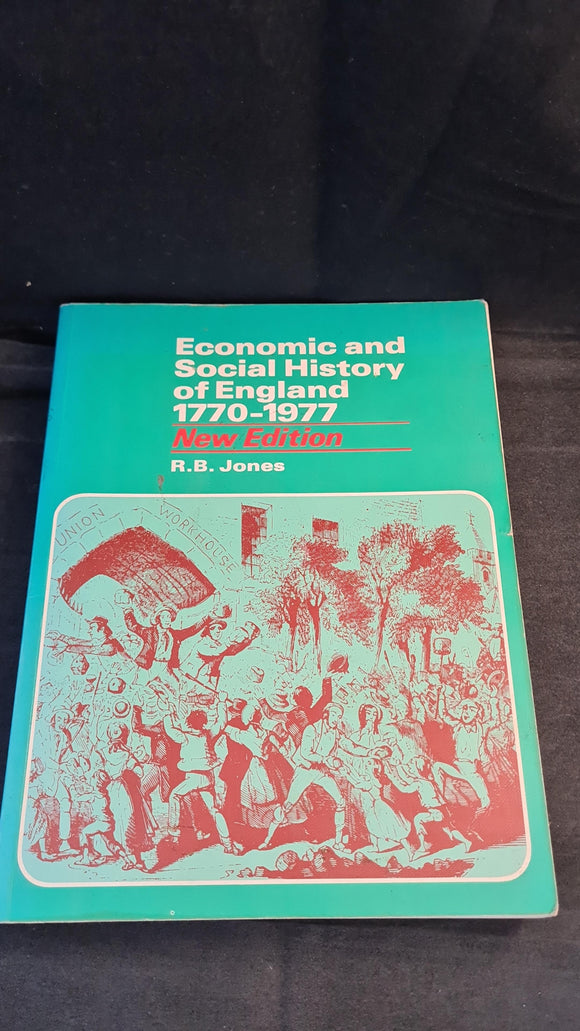 Economic and
Social History
of England
1770-1977
New Edition
R.B. Jones
UNION WORKHOUSE